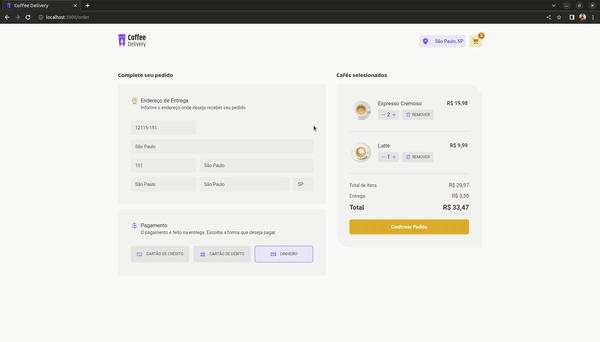 Coffee Delivery
localhost:3000/order
Coffee
Delivery
São Paulo, SP
2
Complete seu pedido
Endereço de Entrega
Informe o endereço onde deseja receber seu pedido
12115-151
São Paulo
101
São Paulo
São Paulo
São Paulo
SP
Pagamento
O pagamento é feito na entrega. Escolha a forma que deseja pagar
CARTÃO DE CRÉDITO
CARTÃO DE DÉBITO
DINHEIRO
Cafés selecionados
Expresso Cremoso
R$ 19,98
2
REMOVER
Latte
R$ 9,99
1
REMOVER
Total de itens
R$ 29,97
Entrega
R$ 3,50
Total
R$ 33,47
Confirmar Pedido